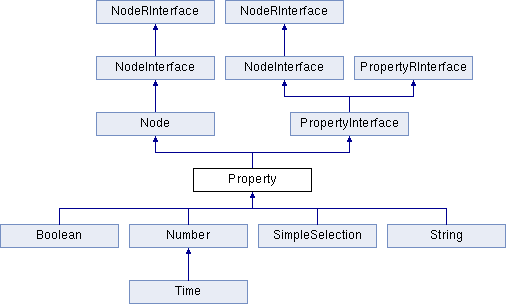 NodeRInterface NodeRInterface
NodeInterface NodeInterface PropertyRInterface
Node PropertyInterface
Property
Boolean Number SimpleSelection String
Time